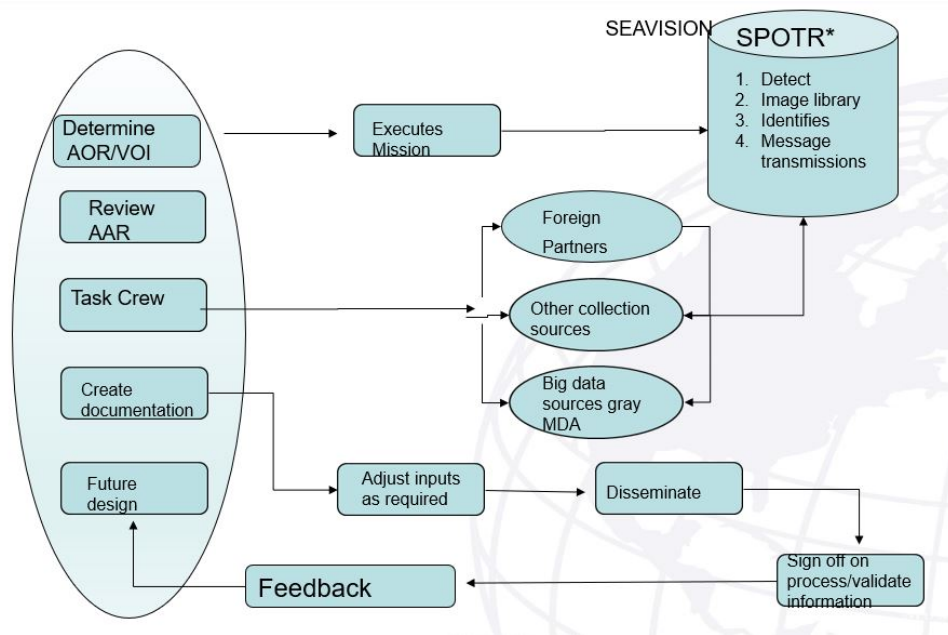 SEAVISION
SPOTR*
1. Detect
2. Image library
3. Identifies
4. Message
transmissions
Determine
AOR/VOI
Executes
Mission
Review
AAR
Foreign
Partners
Task Crew
Other collection
sources
Create
documentation
Big data
sources gray
MDA
Future
design
Adjust inputs
as required
Disseminate
Sign off on
process/validate
information
Feedback